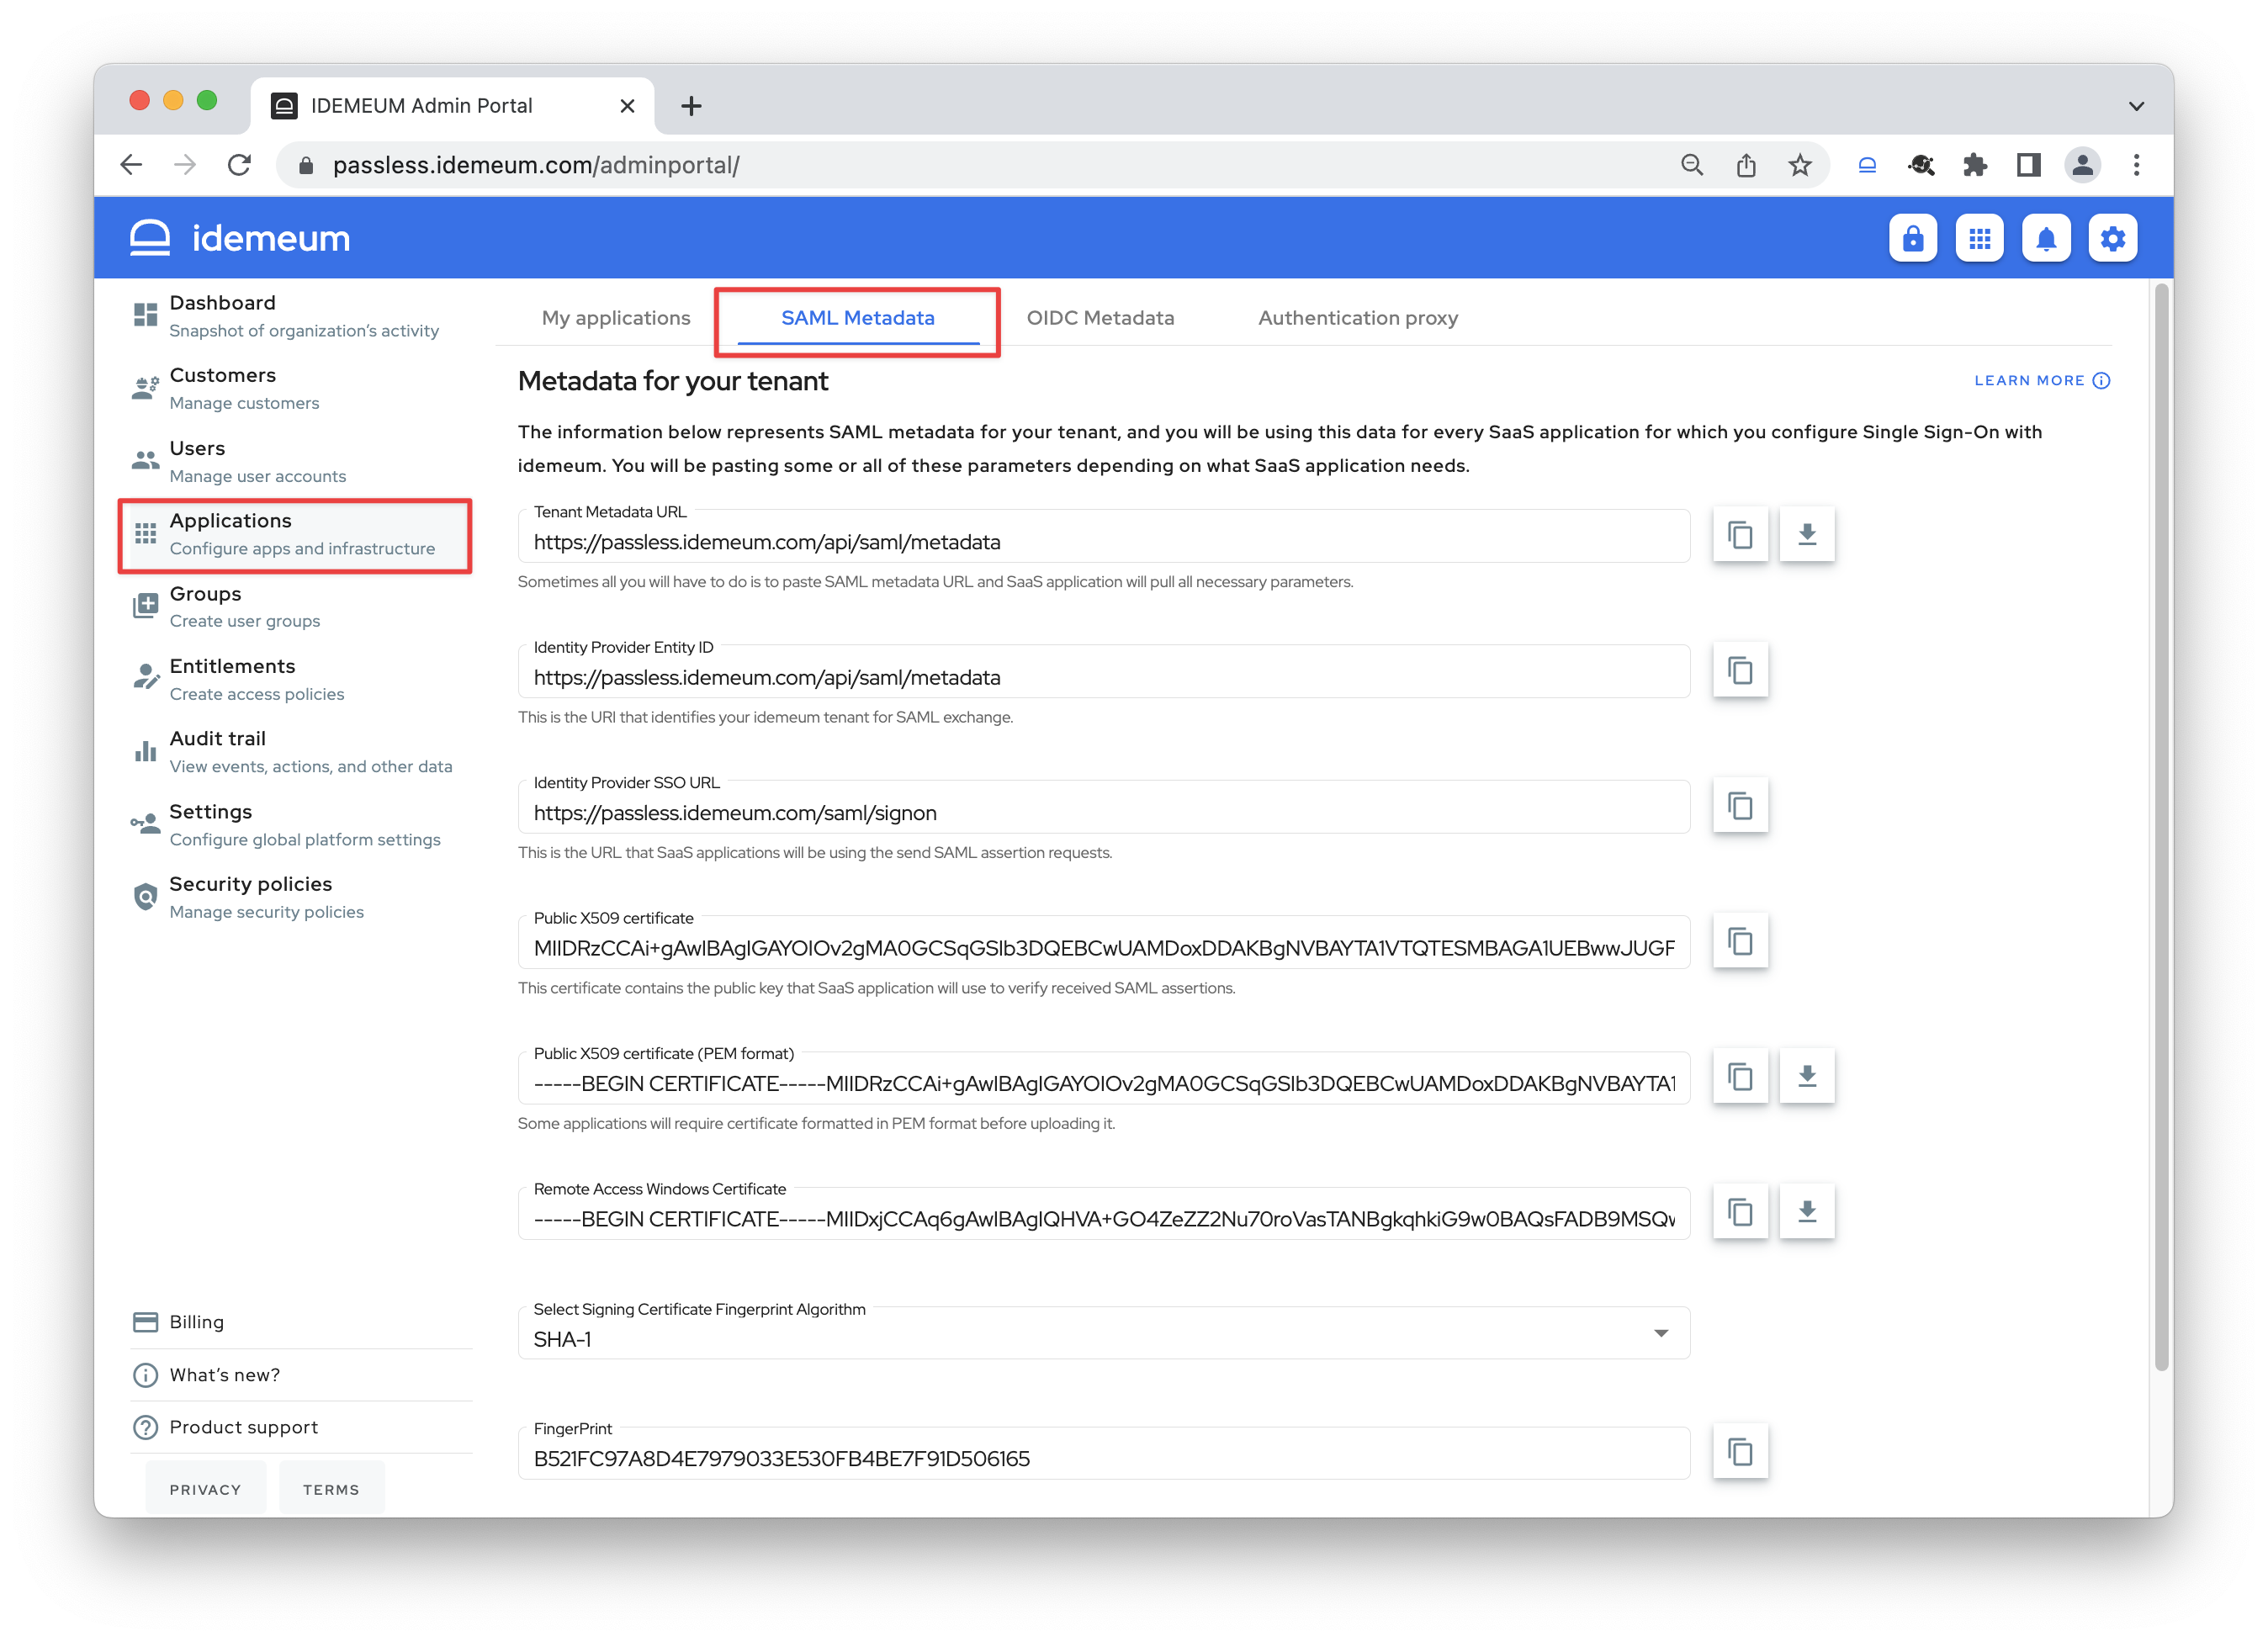 IDEMEUM Admin Portal
passless.idemeum.com/adminportal/
idemeum
Dashboard
Snapshot of organization's activity
Customers
Manage customers
Users
Manage user accounts
Applications
Configure apps and infrastructure
Groups
Create user groups
Entitlements
Create access policies
Audit trail
View events, actions, and other data
Settings
Configure global platform settings
Security policies
Manage security policies
Billing
What's new?
Product support
PRIVACY TERMS
My applications SAML Metadata OIDC Metadata Authentication proxy
Metadata for your tenant
LEARN MORE
The information below represents SAML metadata for your tenant, and you will be using this data for every SaaS application for which you configure Single Sign-On with
idemeum. You will be pasting some or all of these parameters depending on what SaaS application needs.
Tenant Metadata URL
https://passless.idemeum.com/api/saml/metadata
Sometimes all you will have to do is to paste SAML metadata URL and SaaS application will pull all necessary parameters.
Identity Provider Entity ID
https://passless.idemeum.com/api/saml/metadata
This is the URI that identifies your idemeum tenant for SAML exchange.
Identity Provider SSO URL
https://passless.idemeum.com/saml/signon
This is the URL that SaaS applications will be using the send SAML assertion requests.
Public X509 certificate
MIIDRzCCAi+gAwIBAgIGAYOIOv2gMA0GCSqGSIb3DQEBCwUAMDoxDDAKBgNVBAYTA1VTQTESMBAGA1UEBwwJUGF
This certificate contains the public key that SaaS application will use to verify received SAML assertions.
Public X509 certificate (PEM format)
-----BEGIN CERTIFICATE-----MIIDRzCCAi+gAwIBAgIGAYOIOv2gMA0GCSqGSIb3DQEBCwUAMDoxDDAKBgNVBAYTA1
Some applications will require certificate formatted in PEM format before uploading it.
Remote Access Windows Certificate
-----BEGIN CERTIFICATE-----MIIDxjCCAq6gAwIBAgIQHVA+GO4ZeZZ2Nu70roVasTANBgkqhkiG9w0BAQsFADB9MSQw
Select Signing Certificate Fingerprint Algorithm
SHA-1
FingerPrint
B521FC97A8D4E7979033E530FB4BE7F91D506165